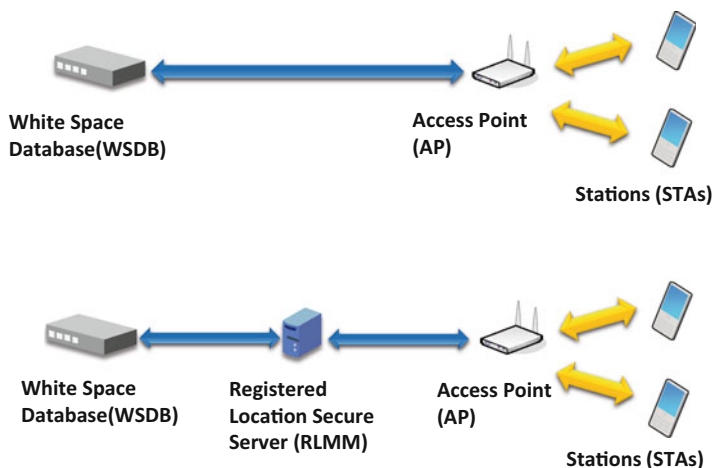 White Space
Database(WSDB)
Access Point
(AP)
Stations (STAs)
White Space
Database(WSDB)
Registered
Location Secure
Server (RLMM)
Access Point
(AP)
Stations (STAs)